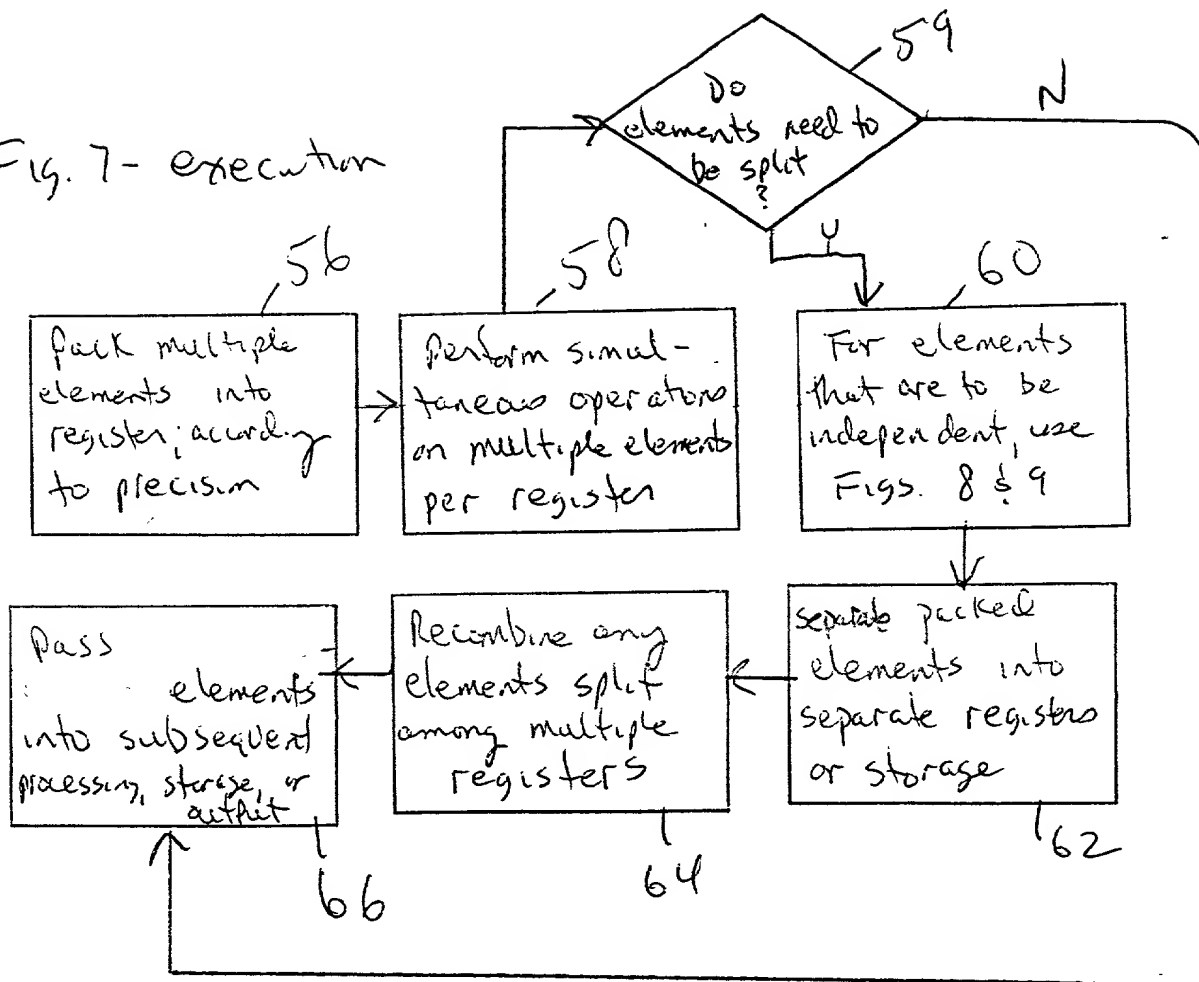 Fig. 7 - execution
59
Do
elements need to
be split
?
N
Y
56
Pack multiple
elements into
register, according
to precision
58
Perform simul-
taneous operations
on multiple elements
per register
60
For elements
that are to be
independent, use
Figs. 8 & 9
separate packed
elements into
separate registers
or storage
62
Recombine any
elements split
among multiple
registers
64
Pass
elements
into subsequent
processing, storage, or
output
66